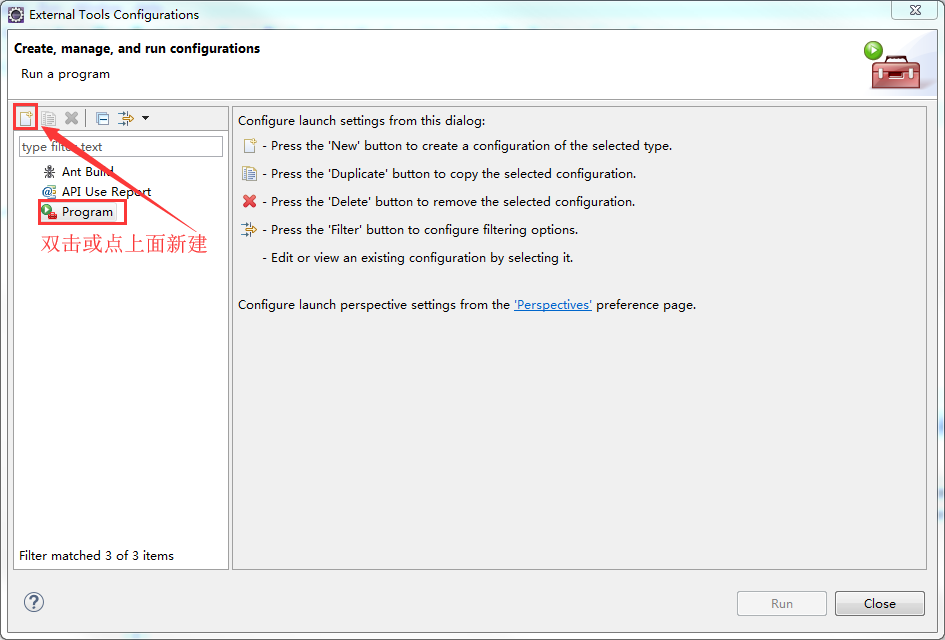 External Tools Configurations
Create, manage, and run configurations
Run a program
type filter text
Ant Build
API Use Report
Program
双击或点上面新建
Filter matched 3 of 3 items
Configure launch settings from this dialog:
- Press the 'New' button to create a configuration of the selected type.
- Press the 'Duplicate' button to copy the selected configuration.
- Press the 'Delete' button to remove the selected configuration.
- Press the 'Filter' button to configure filtering options.
- Edit or view an existing configuration by selecting it.
Configure launch perspective settings from the 'Perspectives' preference page.
?
Run
Close